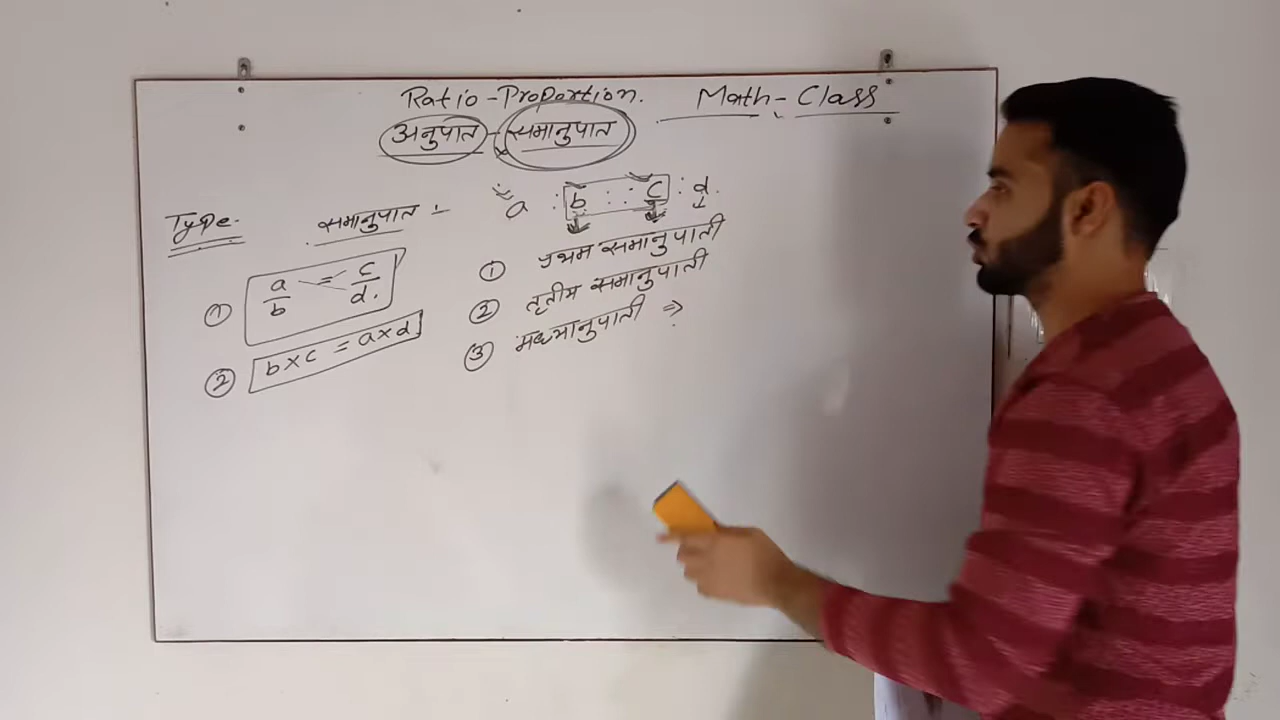 Ratio - Proportion.
Math - Class
अनुपात - समानुपात
Type.
समानुपात :-
a : b : : c : d.
① a/b = c/d.
② b×c = a×d
① प्रथम समानुपाती
② तृतीय समानुपाती
③ मध्यानुपाती ⇒